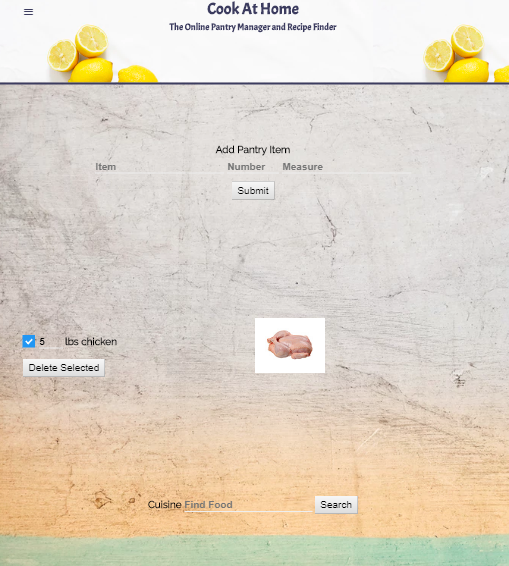 Cook At Home
The Online Pantry Manager and Recipe Finder
Add Pantry Item
Item Number Measure
Submit
5 lbs chicken
Delete Selected
Cuisine Find Food Search